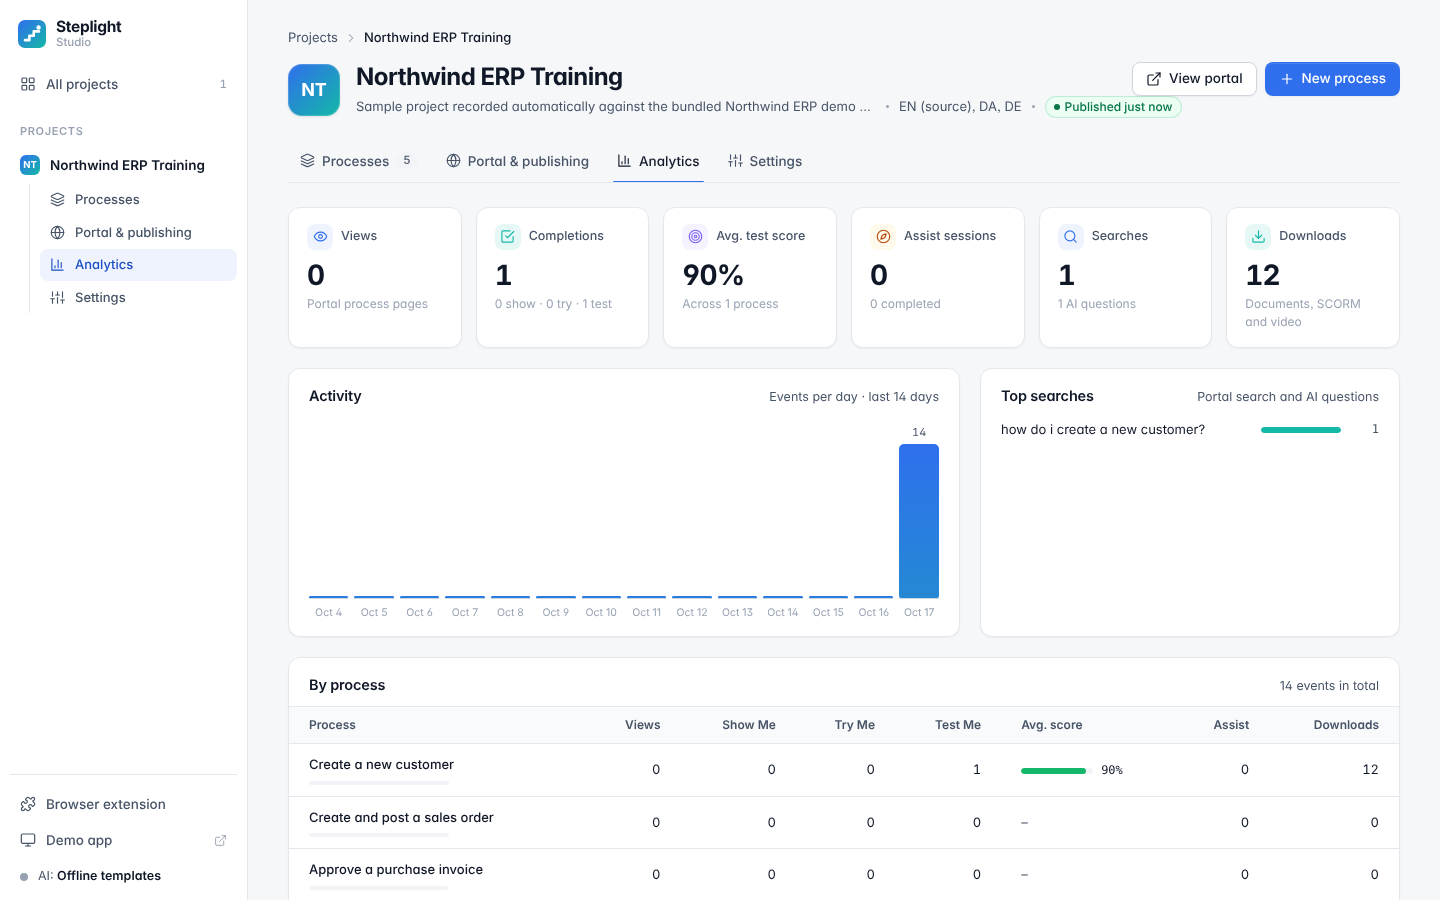 Steplight
Studio
All projects 1
PROJECTS
NT Northwind ERP Training
Processes
Portal & publishing
Analytics
Settings
Browser extension
Demo app
AI: Offline templates
Projects > Northwind ERP Training
NT
Northwind ERP Training
Sample project recorded automatically against the bundled Northwind ERP demo ... • EN (source), DA, DE • Published just now
View portal
New process
Processes 5
Portal & publishing
Analytics
Settings
Views
0
Portal process pages
Completions
1
0 show · 0 try · 1 test
Avg. test score
90%
Across 1 process
Assist sessions
0
0 completed
Searches
1
1 AI questions
Downloads
12
Documents, SCORM
and video
Activity
Events per day · last 14 days
14
Oct 4 Oct 5 Oct 6 Oct 7 Oct 8 Oct 9 Oct 10 Oct 11 Oct 12 Oct 13 Oct 14 Oct 15 Oct 16 Oct 17
Top searches
Portal search and AI questions
how do i create a new customer? 1
By process
14 events in total
Process Views Show Me Try Me Test Me Avg. score Assist Downloads
Create a new customer 0 0 0 1 90% 0 12
Create and post a sales order 0 0 0 0 – 0 0
Approve a purchase invoice 0 0 0 0 – 0 0